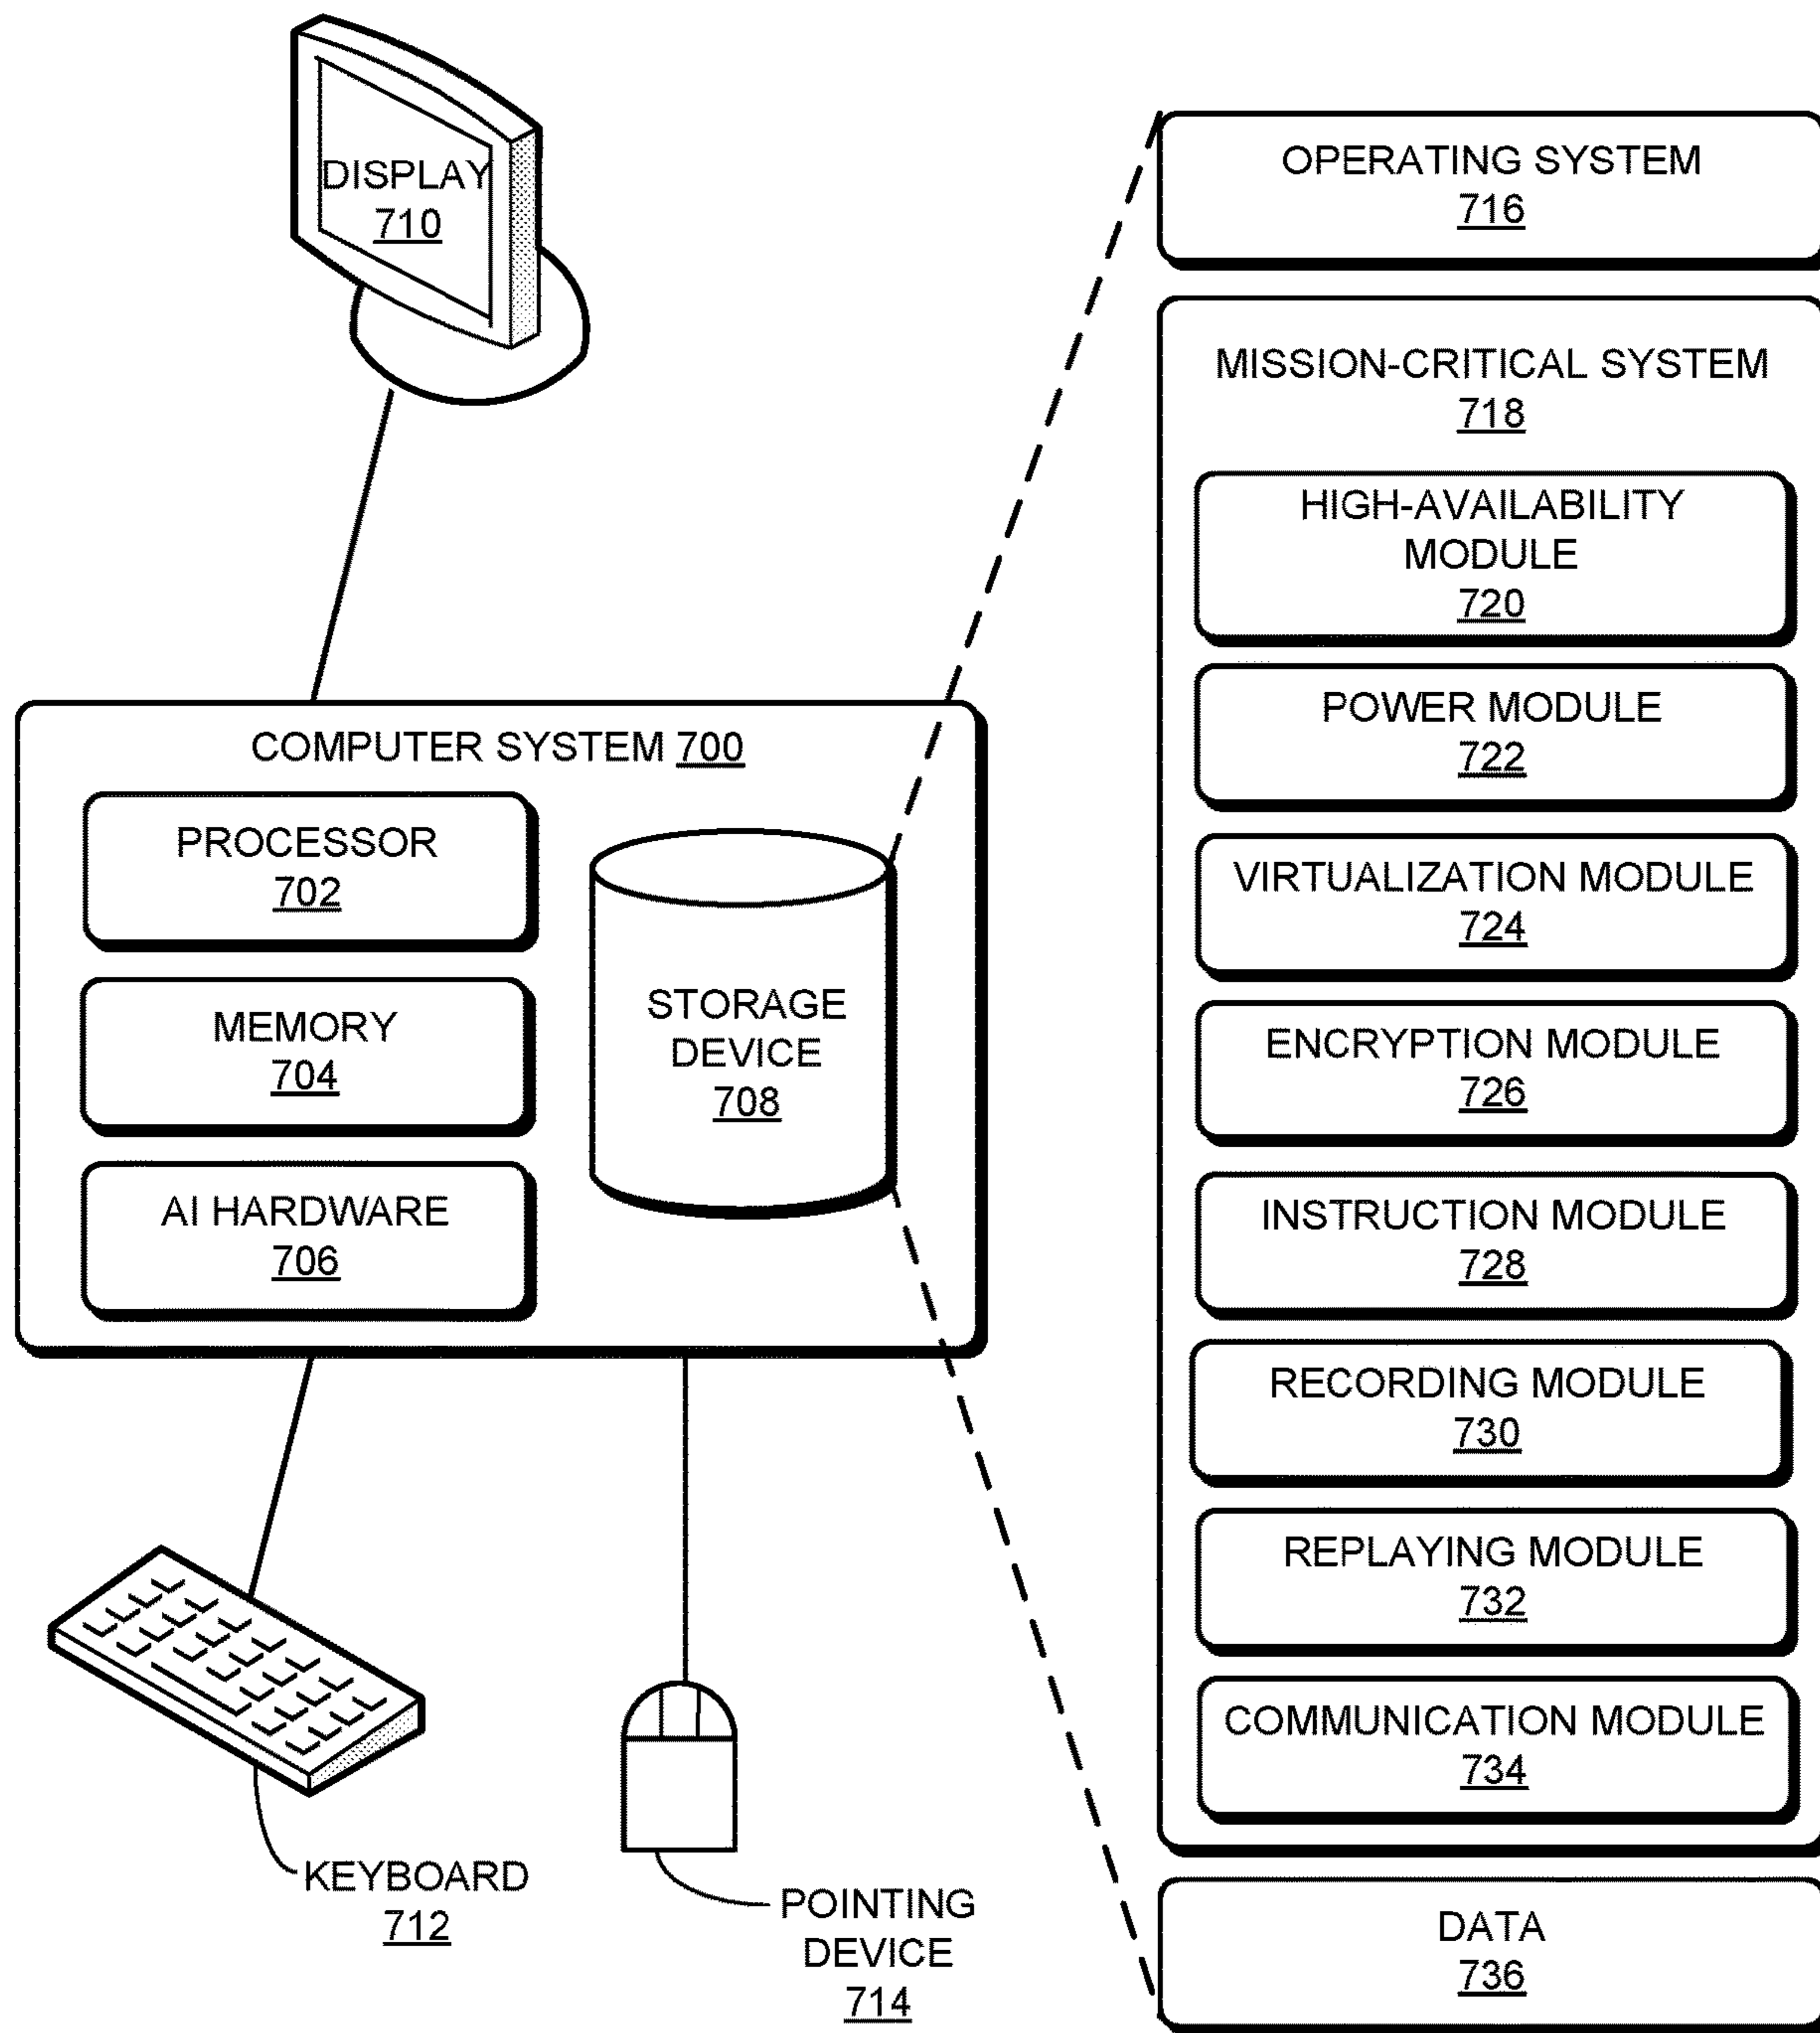 DISPLAY
710
COMPUTER SYSTEM 700
PROCESSOR
702
MEMORY
704
AI HARDWARE
706
STORAGE
DEVICE
708
KEYBOARD
712
POINTING
DEVICE
714
OPERATING SYSTEM
716
MISSION-CRITICAL SYSTEM
718
HIGH-AVAILABILITY
MODULE
720
POWER MODULE
722
VIRTUALIZATION MODULE
724
ENCRYPTION MODULE
726
INSTRUCTION MODULE
728
RECORDING MODULE
730
REPLAYING MODULE
732
COMMUNICATION MODULE
734
DATA
736